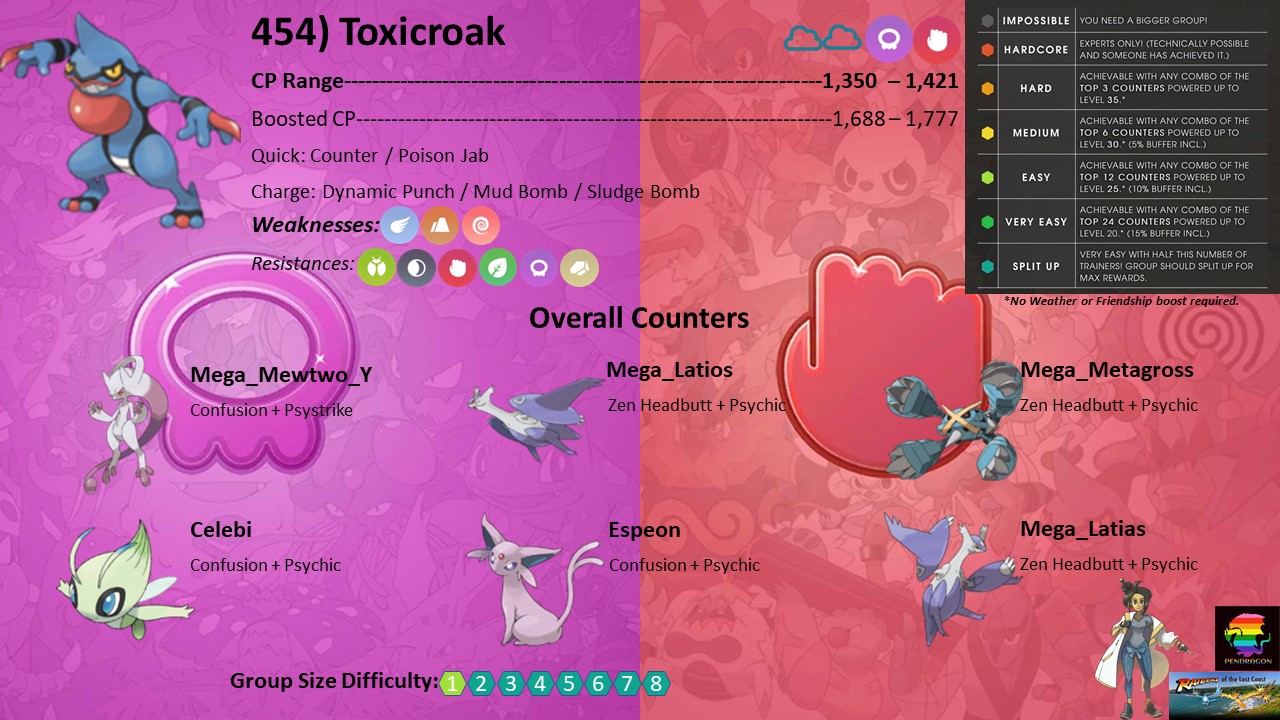 454) Toxicroak
CP Range--------------------------------------------------------------------1,350 – 1,421
Boosted CP--------------------------------------------------------------------1,688 – 1,777
Quick: Counter / Poison Jab
Charge: Dynamic Punch / Mud Bomb / Sludge Bomb
Weaknesses:
Resistances:
IMPOSSIBLE YOU NEED A BIGGER GROUP!
HARDCORE EXPERTS ONLY! (TECHNICALLY POSSIBLE
AND SOMEONE HAS ACHIEVED IT.)
HARD ACHIEVABLE WITH ANY COMBO OF THE
TOP 3 COUNTERS POWERED UP TO
LEVEL 35.*
MEDIUM ACHIEVABLE WITH ANY COMBO OF THE
TOP 6 COUNTERS POWERED UP TO
LEVEL 30.* (5% BUFFER INCL.)
EASY ACHIEVABLE WITH ANY COMBO OF THE
TOP 12 COUNTERS POWERED UP TO
LEVEL 25.* (10% BUFFER INCL.)
VERY EASY ACHIEVABLE WITH ANY COMBO OF THE
TOP 24 COUNTERS POWERED UP TO
LEVEL 20.* (15% BUFFER INCL.)
SPLIT UP VERY EASY WITH HALF THIS NUMBER OF
TRAINERS! GROUP SHOULD SPLIT UP FOR
MAX REWARDS.
*No Weather or Friendship boost required.
Overall Counters
Mega_Mewtwo_Y
Confusion + Psystrike
Mega_Latios
Zen Headbutt + Psychic
Mega_Metagross
Zen Headbutt + Psychic
Celebi
Confusion + Psychic
Espeon
Confusion + Psychic
Mega_Latias
Zen Headbutt + Psychic
Group Size Difficulty: 1 2 3 4 5 6 7 8
PENDRAGON
RAIDERS of the Lost Coast